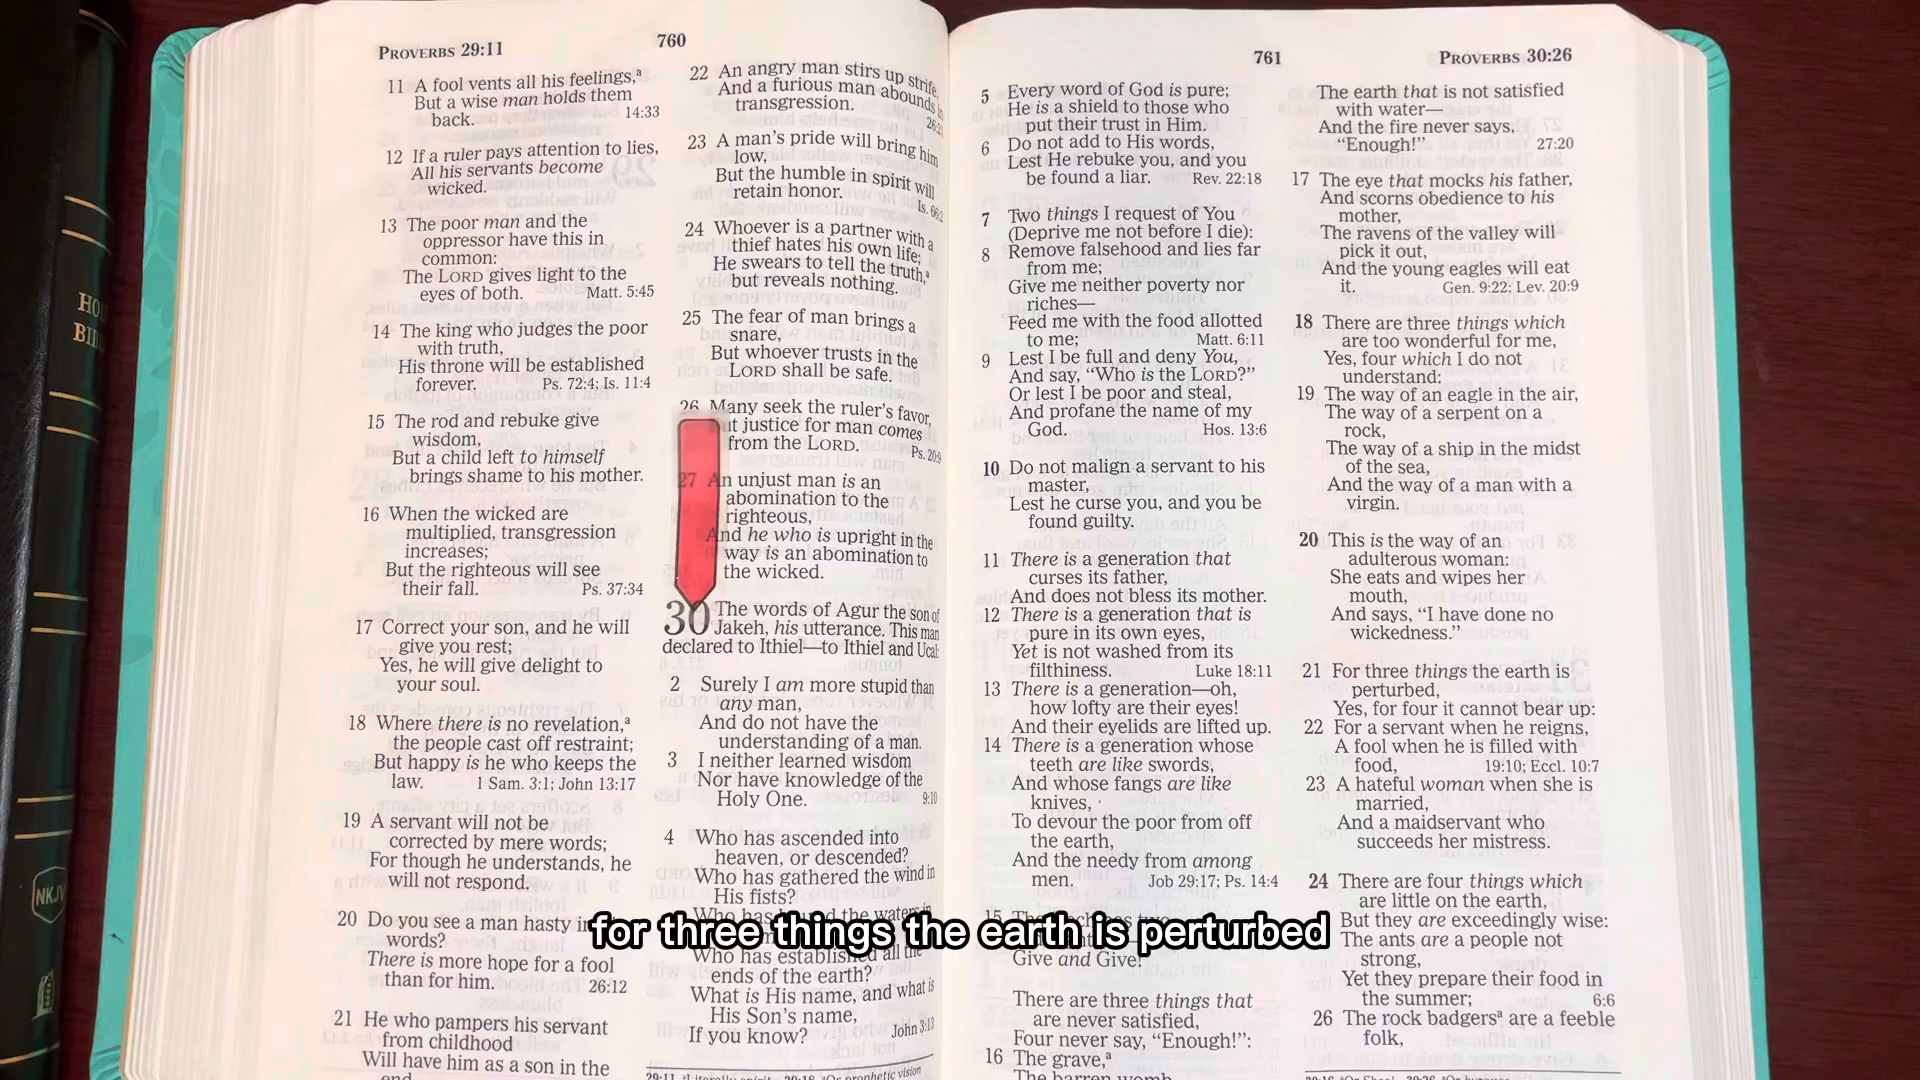 HO
BIB
NKJV
PROVERBS 29:11
760
11 A fool vents all his feelings,a
But a wise man holds them
back. 14:33
12 If a ruler pays attention to lies,
All his servants become
wicked.
13 The poor man and the
oppressor have this in
common:
The LORD gives light to the
eyes of both. Matt. 5:45
14 The king who judges the poor
with truth,
His throne will be established
forever. Ps. 72:4; Is. 11:4
15 The rod and rebuke give
wisdom,
But a child left to himself
brings shame to his mother.
16 When the wicked are
multiplied, transgression
increases;
But the righteous will see
their fall. Ps. 37:34
17 Correct your son, and he will
give you rest;
Yes, he will give delight to
your soul.
18 Where there is no revelation,a
the people cast off restraint;
But happy is he who keeps the
law. 1 Sam. 3:1; John 13:17
19 A servant will not be
corrected by mere words;
For though he understands, he
will not respond.
20 Do you see a man hasty in
words?
There is more hope for a fool
than for him. 26:12
21 He who pampers his servant
from childhood
Will have him as a son in the
22 An angry man stirs up strife,
And a furious man abounds in
transgression.
23 A man's pride will bring him
low,
But the humble in spirit will
retain honor. Is. 66:2
24 Whoever is a partner with a
thief hates his own life;
He swears to tell the truth,a
but reveals nothing.
25 The fear of man brings a
snare,
But whoever trusts in the
LORD shall be safe.
26 Many seek the ruler's favor,
ut justice for man comes
from the LORD. Ps. 20:9
27 An unjust man is an
abomination to the
righteous,
And he who is upright in the
way is an abomination to
the wicked.
30 The words of Agur the son of
Jakeh, his utterance. This man
declared to Ithiel—to Ithiel and Ucal:
2 Surely I am more stupid than
any man,
And do not have the
understanding of a man.
3 I neither learned wisdom
Nor have knowledge of the
Holy One. 9:10
4 Who has ascended into
heaven, or descended?
Who has gathered the wind in
His fists?
Who has the waters in
Who has established all the
ends of the earth?
What is His name, and what is
His Son's name,
If you know? John 3:13
761
PROVERBS 30:26
5 Every word of God is pure;
He is a shield to those who
put their trust in Him.
6 Do not add to His words,
Lest He rebuke you, and you
be found a liar. Rev. 22:18
7 Two things I request of You
(Deprive me not before I die):
8 Remove falsehood and lies far
from me;
Give me neither poverty nor
riches—
Feed me with the food allotted
to me; Matt. 6:11
9 Lest I be full and deny You,
And say, "Who is the LORD?"
Or lest I be poor and steal,
And profane the name of my
God. Hos. 13:6
10 Do not malign a servant to his
master,
Lest he curse you, and you be
found guilty.
11 There is a generation that
curses its father,
And does not bless its mother.
12 There is a generation that is
pure in its own eyes,
Yet is not washed from its
filthiness. Luke 18:11
13 There is a generation—oh,
how lofty are their eyes!
And their eyelids are lifted up.
14 There is a generation whose
teeth are like swords,
And whose fangs are like
knives,
To devour the poor from off
the earth,
And the needy from among
men. Job 29:17; Ps. 14:4
15 The
Give and Give!
There are three things that
are never satisfied,
Four never say, "Enough!":
16 The grave,a
The barren womb,
The earth that is not satisfied
with water—
And the fire never says,
"Enough!" 27:20
17 The eye that mocks his father,
And scorns obedience to his
mother,
The ravens of the valley will
pick it out,
And the young eagles will eat
it. Gen. 9:22; Lev. 20:9
18 There are three things which
are too wonderful for me,
Yes, four which I do not
understand:
19 The way of an eagle in the air,
The way of a serpent on a
rock,
The way of a ship in the midst
of the sea,
And the way of a man with a
virgin.
20 This is the way of an
adulterous woman:
She eats and wipes her
mouth,
And says, "I have done no
wickedness."
21 For three things the earth is
perturbed,
Yes, for four it cannot bear up:
22 For a servant when he reigns,
A fool when he is filled with
food, 19:10; Eccl. 10:7
23 A hateful woman when she is
married,
And a maidservant who
succeeds her mistress.
24 There are four things which
are little on the earth,
But they are exceedingly wise:
The ants are a people not
strong,
Yet they prepare their food in
the summer; 6:6
26 The rock badgersa are a feeble
folk,
for three things the earth is perturbed